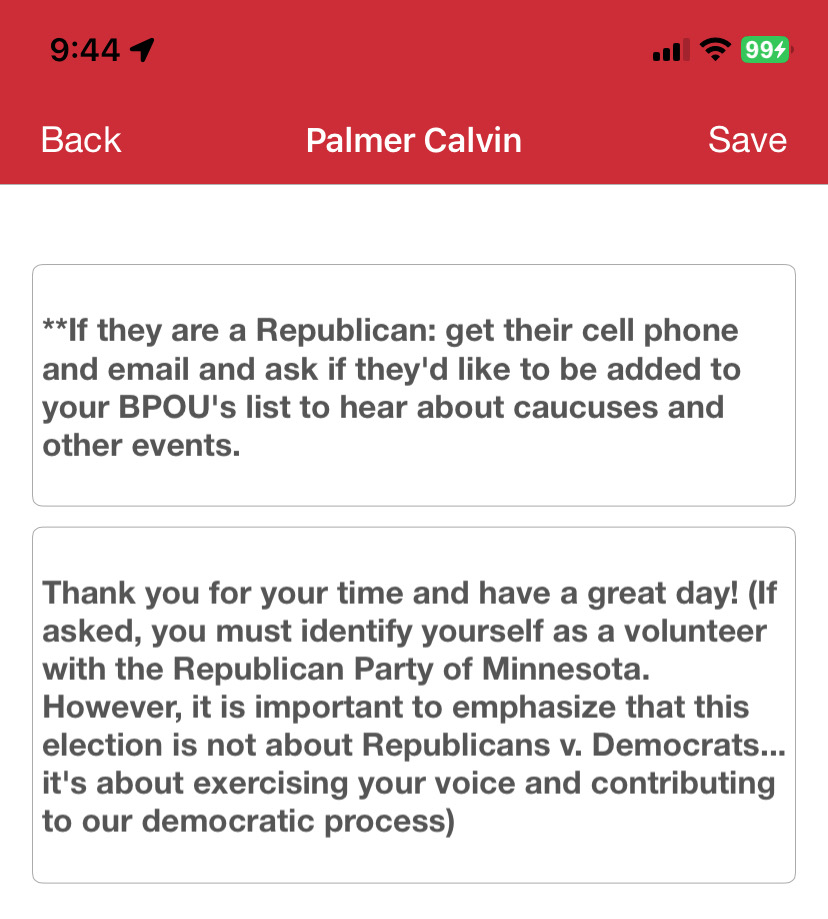 9:44
99
Back Palmer Calvin Save
**If they are a Republican: get their cell phone
and email and ask if they'd like to be added to
your BPOU's list to hear about caucuses and
other events.
Thank you for your time and have a great day! (If
asked, you must identify yourself as a volunteer
with the Republican Party of Minnesota.
However, it is important to emphasize that this
election is not about Republicans v. Democrats...
it's about exercising your voice and contributing
to our democratic process)